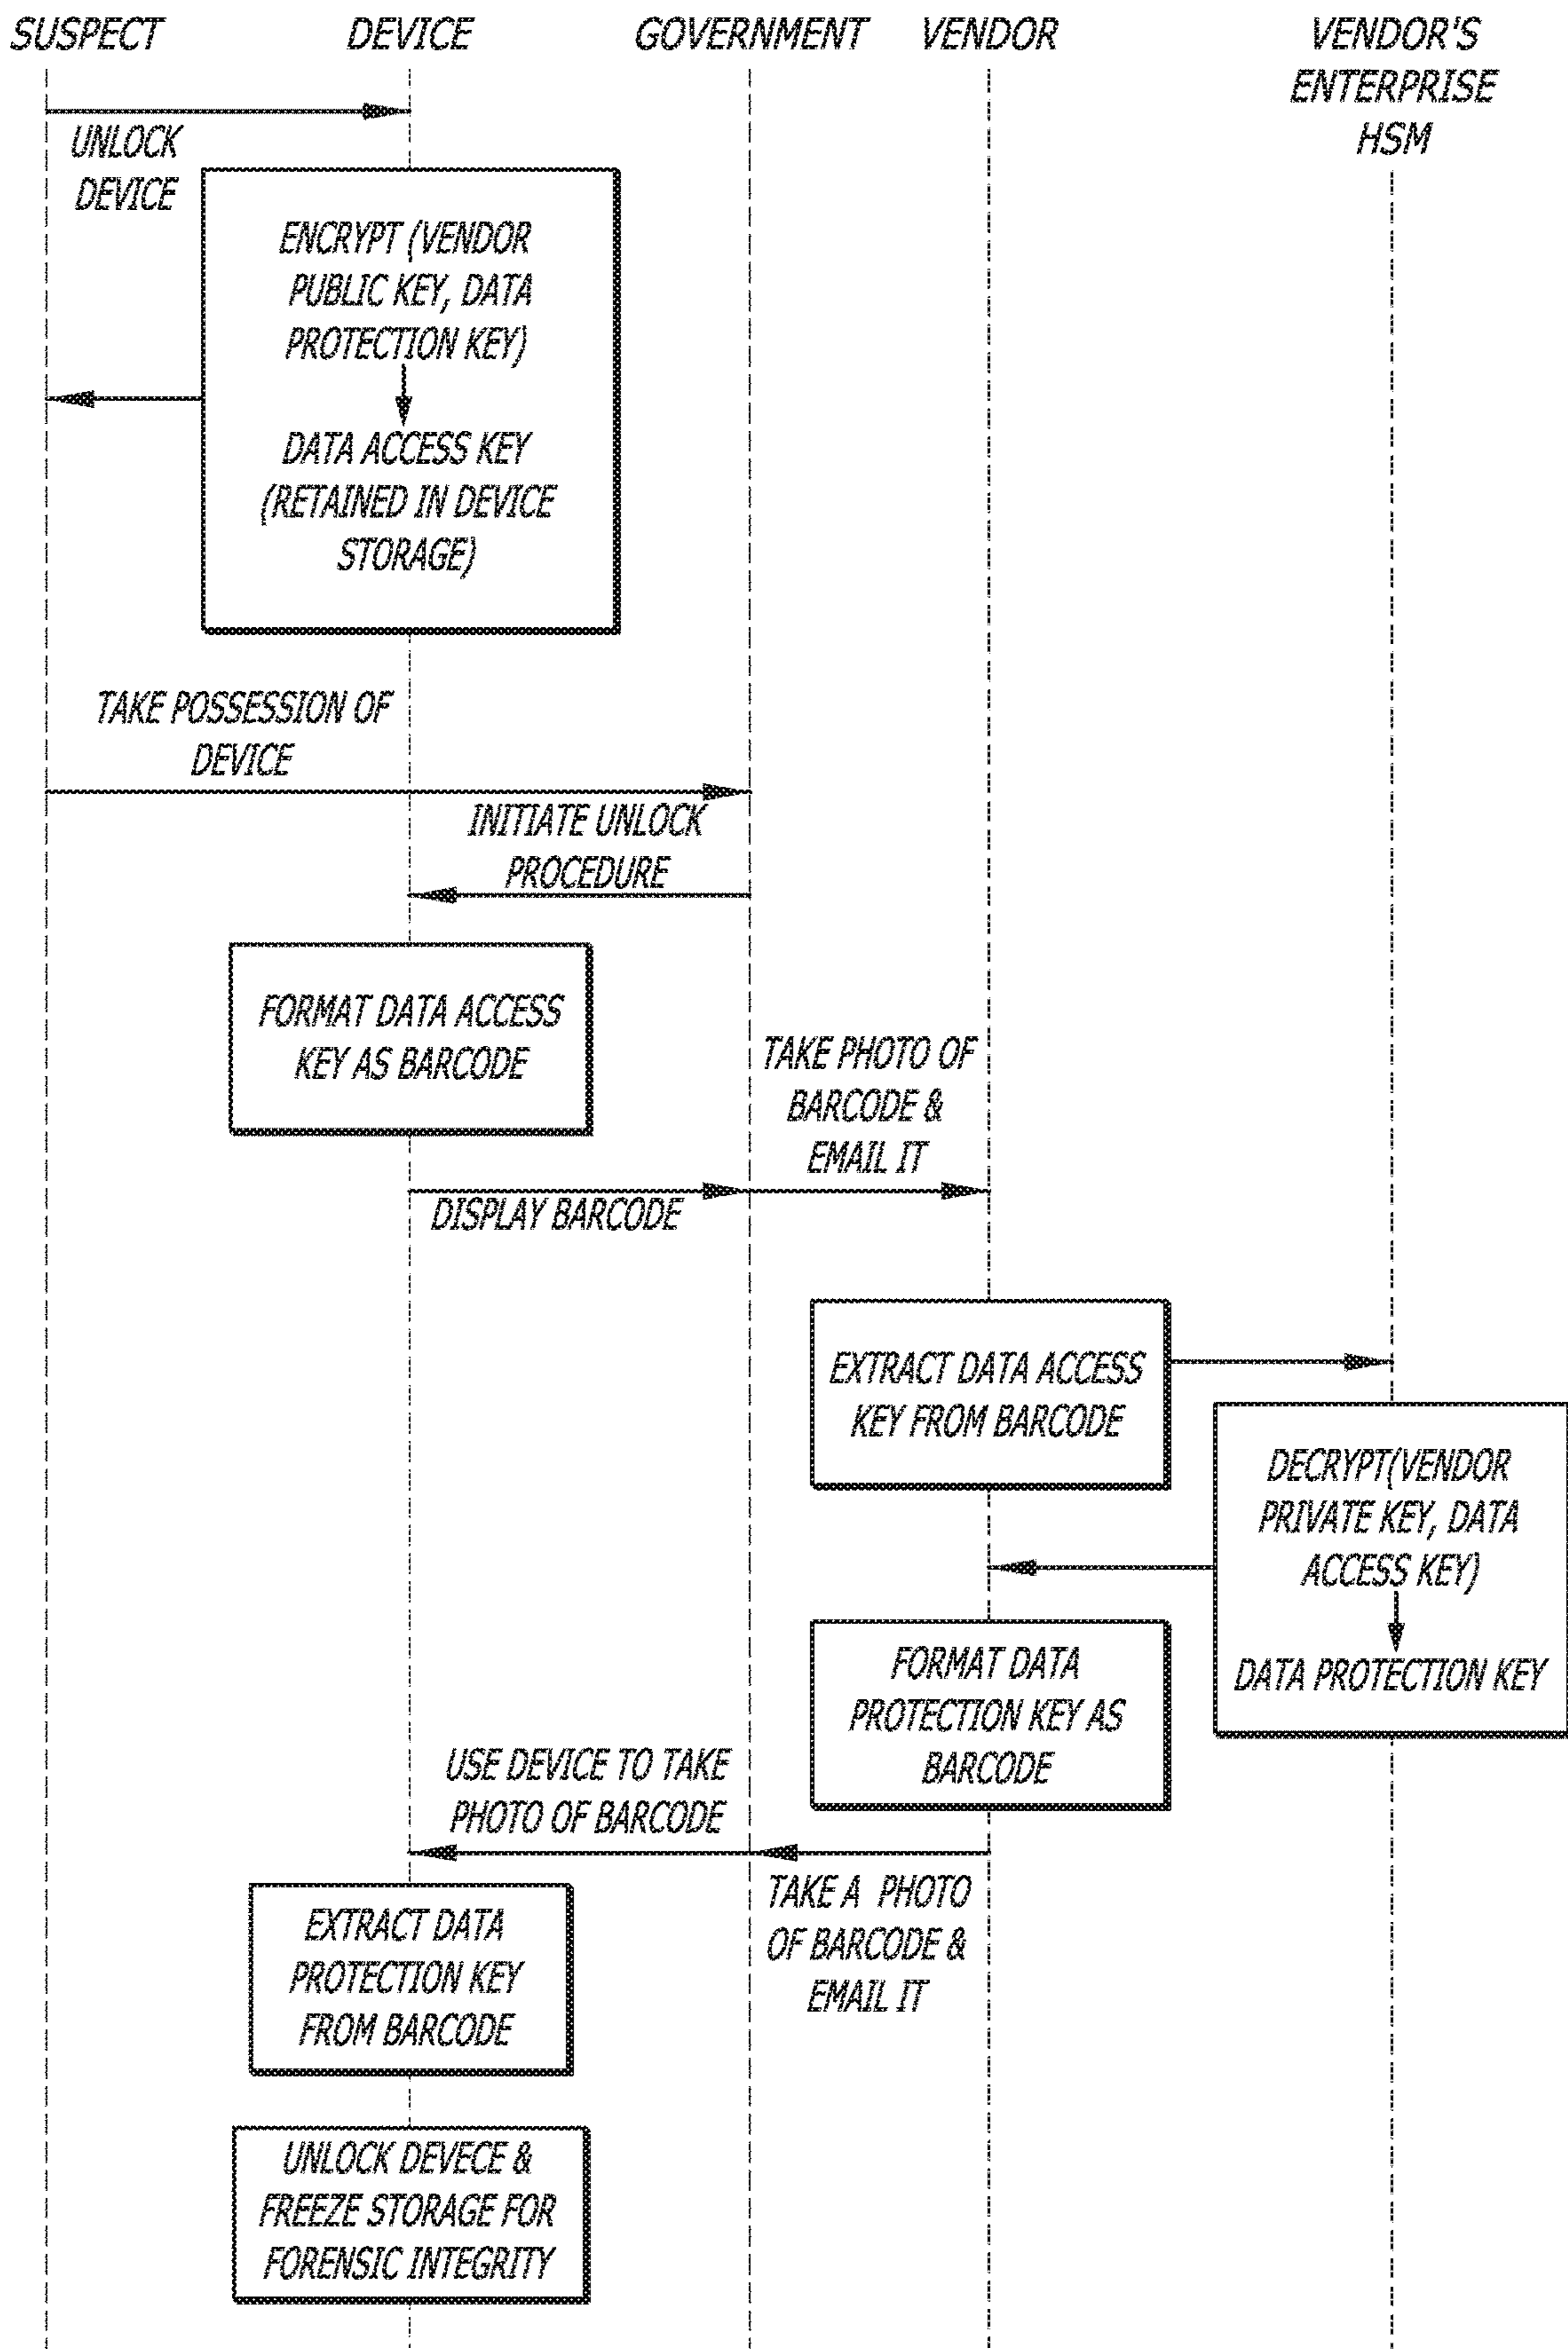 SUSPECT
DEVICE
GOVERNMENT
VENDOR
VENDOR'S
ENTERPRISE
HSM
UNLOCK
DEVICE
ENCRYPT (VENDOR
PUBLIC KEY, DATA
PROTECTION KEY)
DATA ACCESS KEY
(RETAINED IN DEVICE
STORAGE)
TAKE POSSESSION OF
DEVICE
INITIATE UNLOCK
PROCEDURE
FORMAT DATA ACCESS
KEY AS BARCODE
TAKE PHOTO OF
BARCODE &
EMAIL IT
DISPLAY BARCODE
EXTRACT DATA ACCESS
KEY FROM BARCODE
DECRYPT(VENDOR
PRIVATE KEY, DATA
ACCESS KEY)
DATA PROTECTION KEY
FORMAT DATA
PROTECTION KEY AS
BARCODE
USE DEVICE TO TAKE
PHOTO OF BARCODE
TAKE A PHOTO
OF BARCODE &
EMAIL IT
EXTRACT DATA
PROTECTION KEY
FROM BARCODE
UNLOCK DEVECE &
FREEZE STORAGE FOR
FORENSIC INTEGRITY